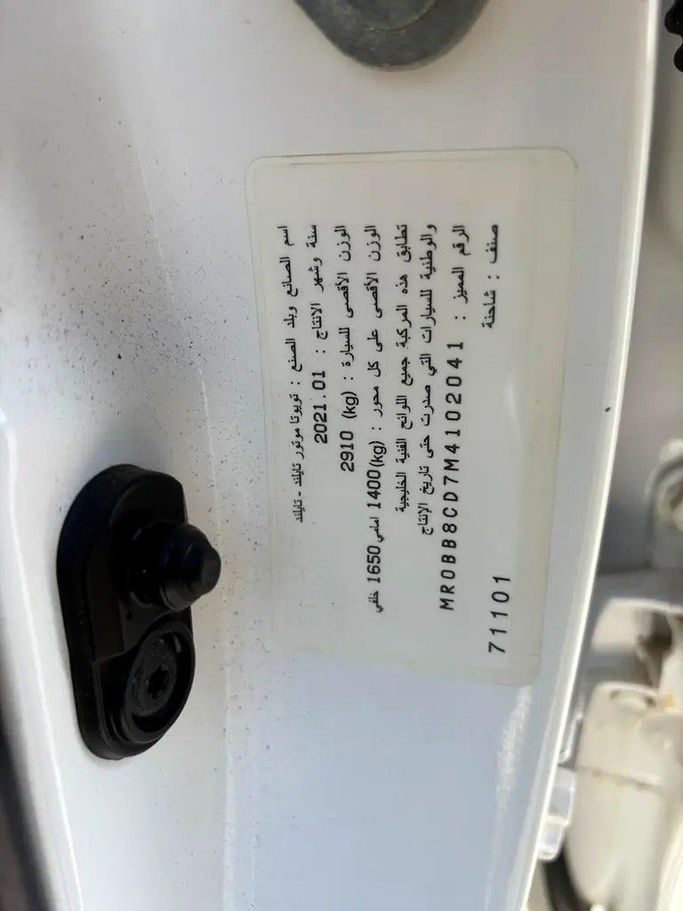 اسم الصانع وبلد الصنع : تويوتا موتور تايلند - تايلند
سنة وشهر الانتاج : 2021.01
الوزن الأقصى للسيارة : (kg) 2910
الوزن الأقصى على كل محور : (kg)1400 امامي 1650 خلفي
تطابق هذه المركبة جميع اللوائح الفنية الخليجية
والوطنية للسيارات التي صدرت حتى تاريخ الإنتاج
الرقم المميز : MR0BB8CD7M4102041
صنف : شاحنة
71101